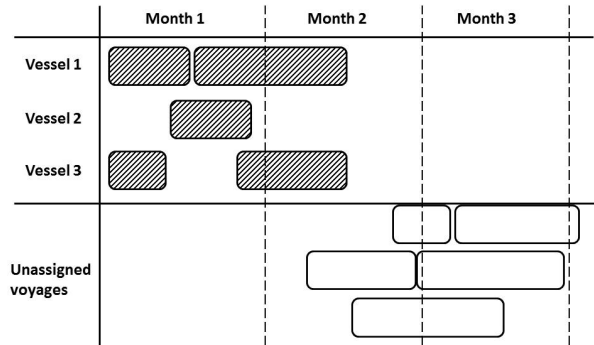 Month 1 Month 2 Month 3
Vessel 1
Vessel 2
Vessel 3
Unassigned
voyages